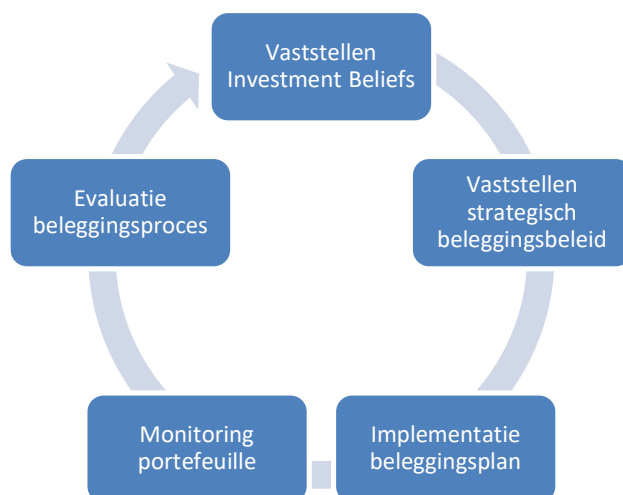 Vaststellen
Investment Beliefs
Vaststellen
strategisch
beleggingsbeleid
Implementatie
beleggingsplan
Monitoring
portefeuille
Evaluatie
beleggingsproces